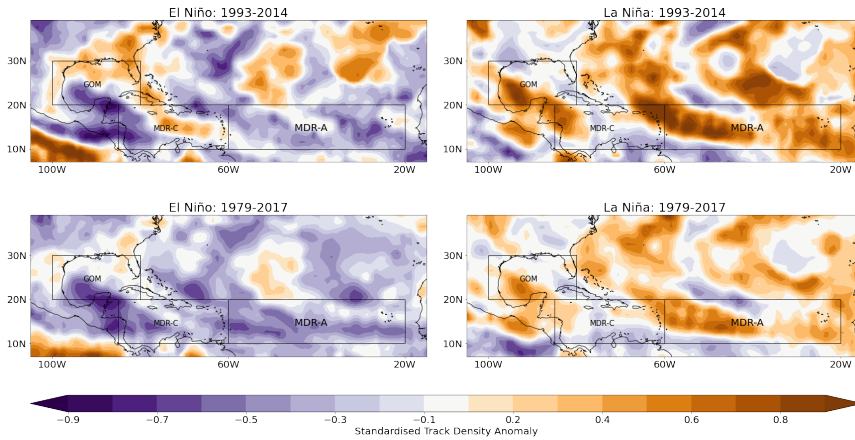 El Niño: 1993-2014
La Niña: 1993-2014
30N
20N
10N
GOM
MDR-C
MDR-A
GOM
MDR-C
MDR-A
30N
20N
10N
100W
60W
20W
100W
60W
20W
El Niño: 1979-2017
La Niña: 1979-2017
30N
20N
10N
GOM
MDR-C
MDR-A
GOM
MDR-C
MDR-A
30N
20N
10N
100W
60W
20W
100W
60W
20W
−0.9 −0.7 −0.5 −0.3 −0.1 0.2 0.4 0.6 0.8
Standardised Track Density Anomaly